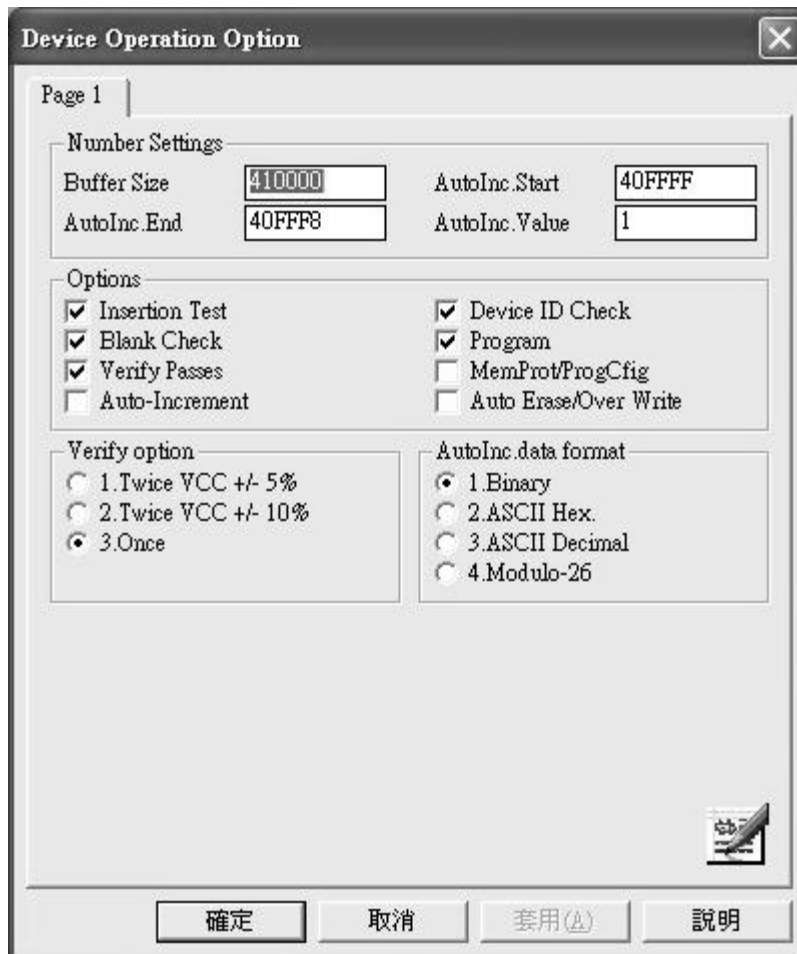 Device Operation Option
Page 1
Number Settings
Buffer Size 410000 AutoInc.Start 40FFFF
AutoInc.End 40FFF8 AutoInc.Value 1
Options
Insertion Test Device ID Check
Blank Check Program
Verify Passes MemProt/ProgCfig
Auto-Increment Auto Erase/Over Write
Verify option
1.Twice VCC +/- 5%
2.Twice VCC +/- 10%
3.Once
AutoInc.data format
1.Binary
2.ASCII Hex.
3.ASCII Decimal
4.Modulo-26
確定 取消 套用(A) 說明